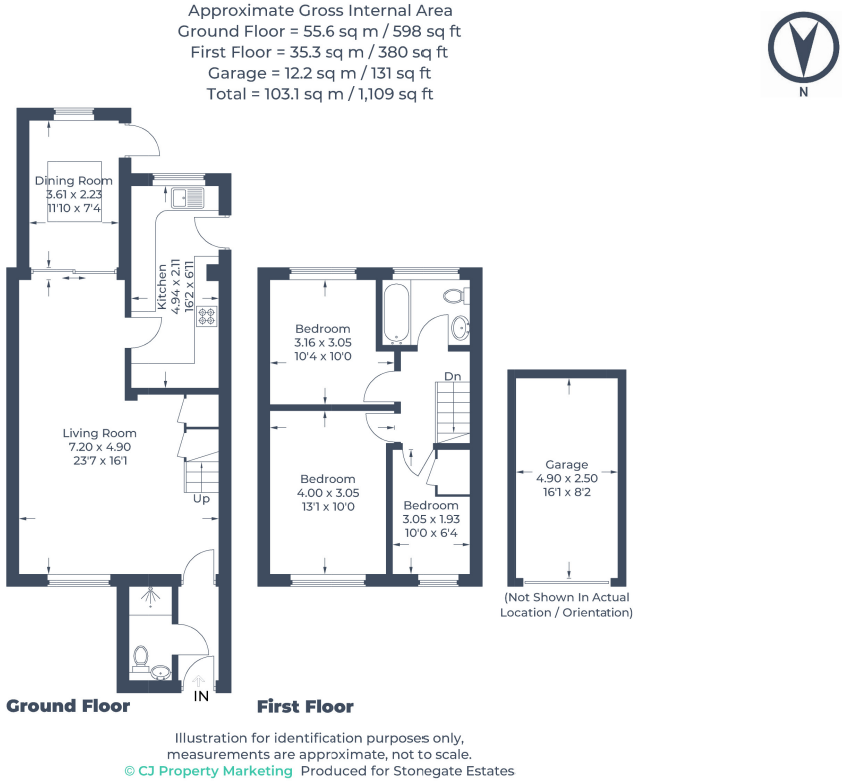 Approximate Gross Internal Area
Ground Floor = 55.6 sq m / 598 sq ft
First Floor = 35.3 sq m / 380 sq ft
Garage = 12.2 sq m / 131 sq ft
Total = 103.1 sq m / 1,109 sq ft
N
Dining Room
3.61 x 2.23
11'10 x 7'4
Kitchen
4.94 x 2.11
16'2 x 6'11
Living Room
7.20 x 4.90
23'7 x 16'1
Up
IN
Ground Floor
Bedroom
3.16 x 3.05
10'4 x 10'0
Dn
Bedroom
4.00 x 3.05
13'1 x 10'0
Bedroom
3.05 x 1.93
10'0 x 6'4
First Floor
Garage
4.90 x 2.50
16'1 x 8'2
(Not Shown In Actual
Location / Orientation)
Illustration for identification purposes only,
measurements are approximate, not to scale.
© CJ Property Marketing Produced for Stonegate Estates